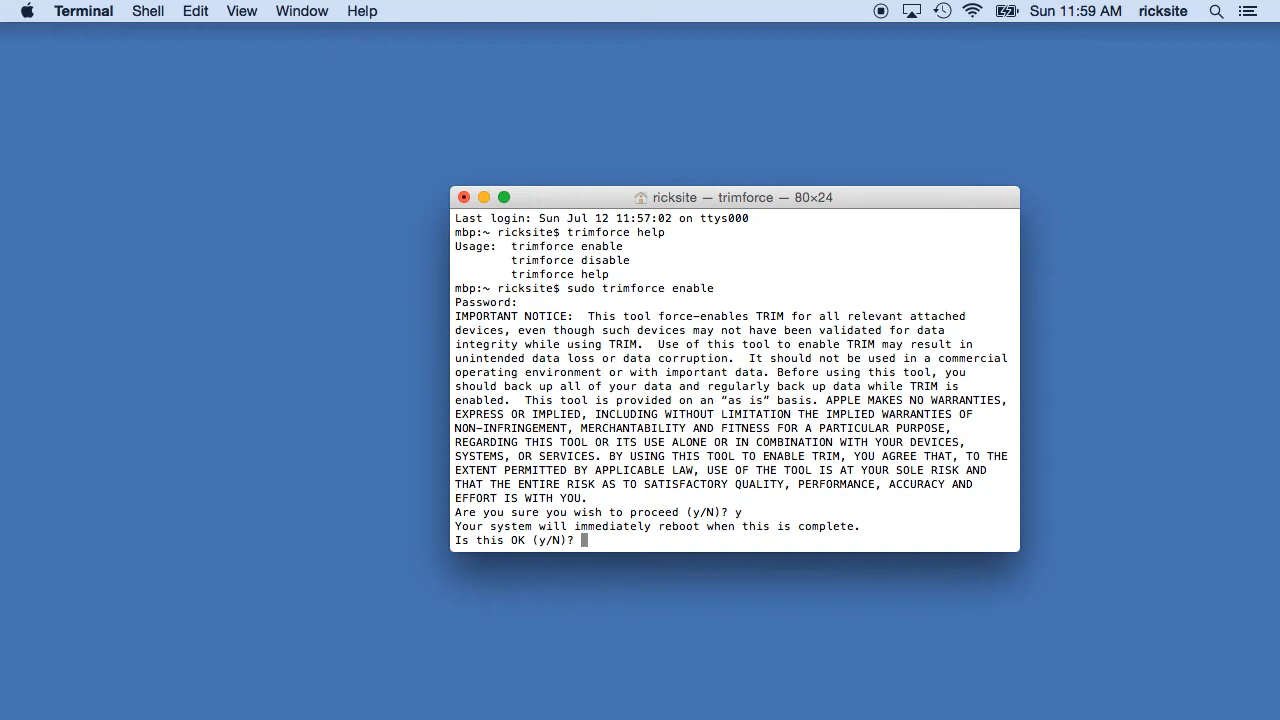 Terminal Shell Edit View Window Help Sun 11:59 AM ricksite
ricksite — trimforce — 80×24
Last login: Sun Jul 12 11:57:02 on ttys000
mbp:~ ricksite$ trimforce help
Usage:  trimforce enable
        trimforce disable
        trimforce help
mbp:~ ricksite$ sudo trimforce enable
Password:
IMPORTANT NOTICE:  This tool force-enables TRIM for all relevant attached
devices, even though such devices may not have been validated for data
integrity while using TRIM.  Use of this tool to enable TRIM may result in
unintended data loss or data corruption.  It should not be used in a commercial
operating environment or with important data. Before using this tool, you
should back up all of your data and regularly back up data while TRIM is
enabled.  This tool is provided on an “as is” basis. APPLE MAKES NO WARRANTIES,
EXPRESS OR IMPLIED, INCLUDING WITHOUT LIMITATION THE IMPLIED WARRANTIES OF
NON-INFRINGEMENT, MERCHANTABILITY AND FITNESS FOR A PARTICULAR PURPOSE,
REGARDING THIS TOOL OR ITS USE ALONE OR IN COMBINATION WITH YOUR DEVICES,
SYSTEMS, OR SERVICES. BY USING THIS TOOL TO ENABLE TRIM, YOU AGREE THAT, TO THE
EXTENT PERMITTED BY APPLICABLE LAW, USE OF THE TOOL IS AT YOUR SOLE RISK AND
THAT THE ENTIRE RISK AS TO SATISFACTORY QUALITY, PERFORMANCE, ACCURACY AND
EFFORT IS WITH YOU.
Are you sure you wish to proceed (y/N)? y
Your system will immediately reboot when this is complete.
Is this OK (y/N)?